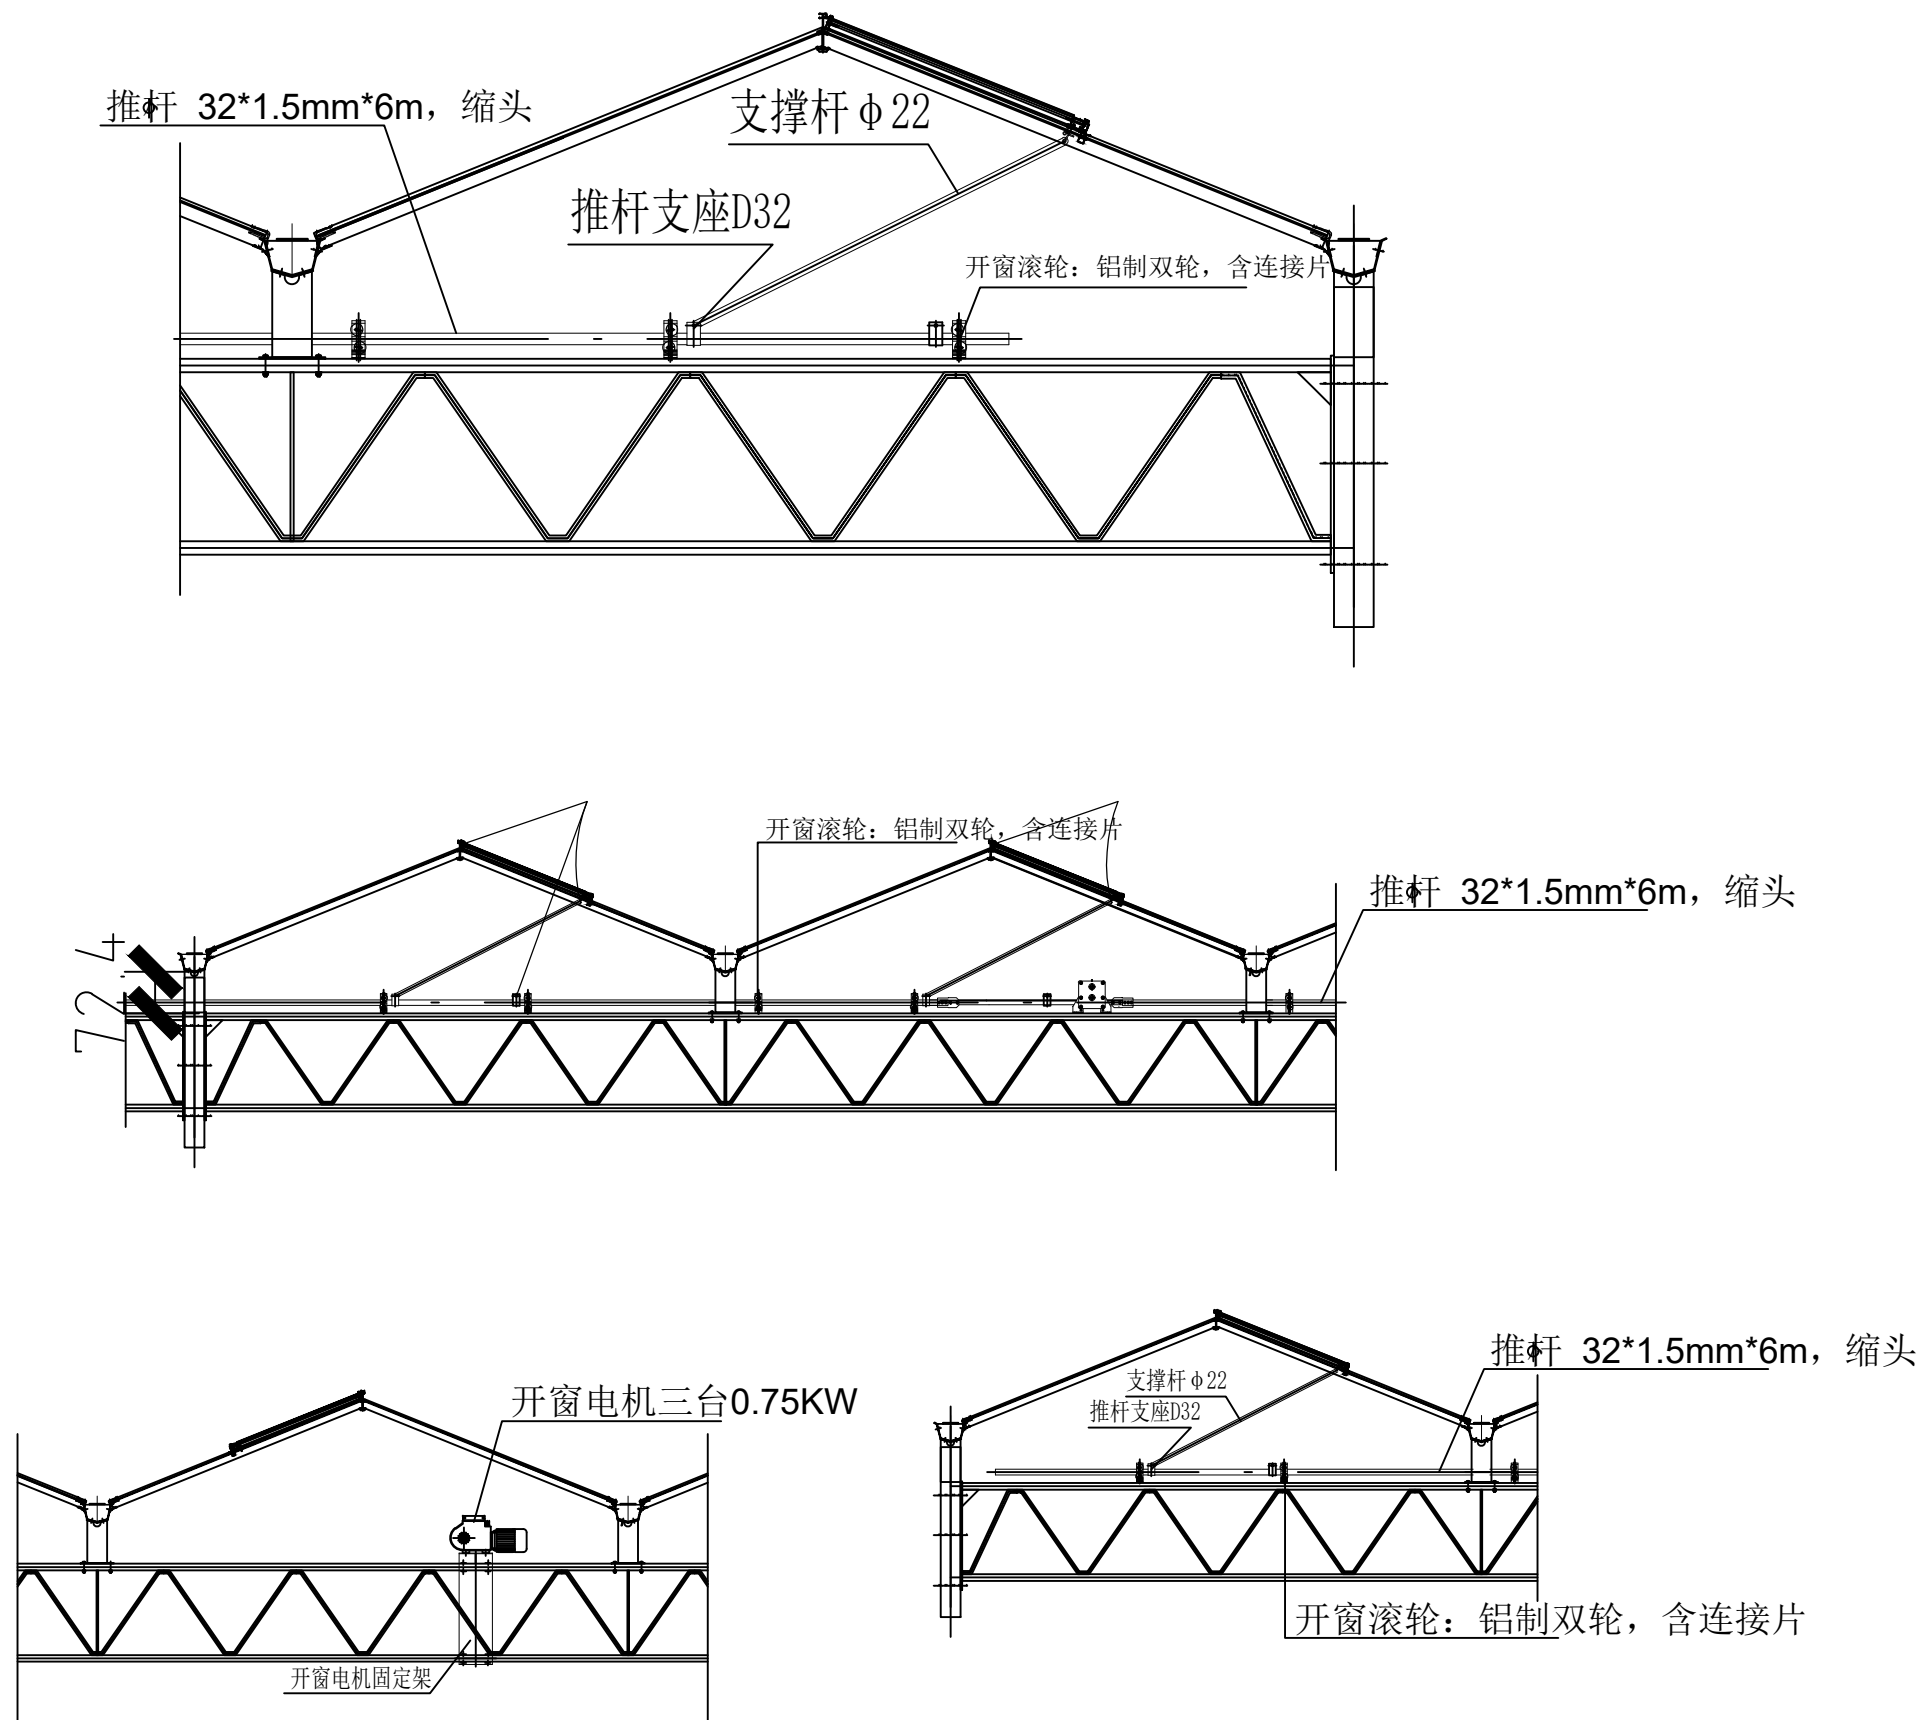 推杆φ 32*1.5mm*6m，缩头
支撑杆φ22
推杆支座D32
开窗滚轮：铝制双轮，含连接片
开窗滚轮：铝制双轮，含连接片
推杆φ 32*1.5mm*6m，缩头
724
推杆φ 32*1.5mm*6m，缩头
支撑杆φ22
推杆支座D32
开窗电机三台0.75KW
开窗滚轮：铝制双轮，含连接片
开窗电机固定架